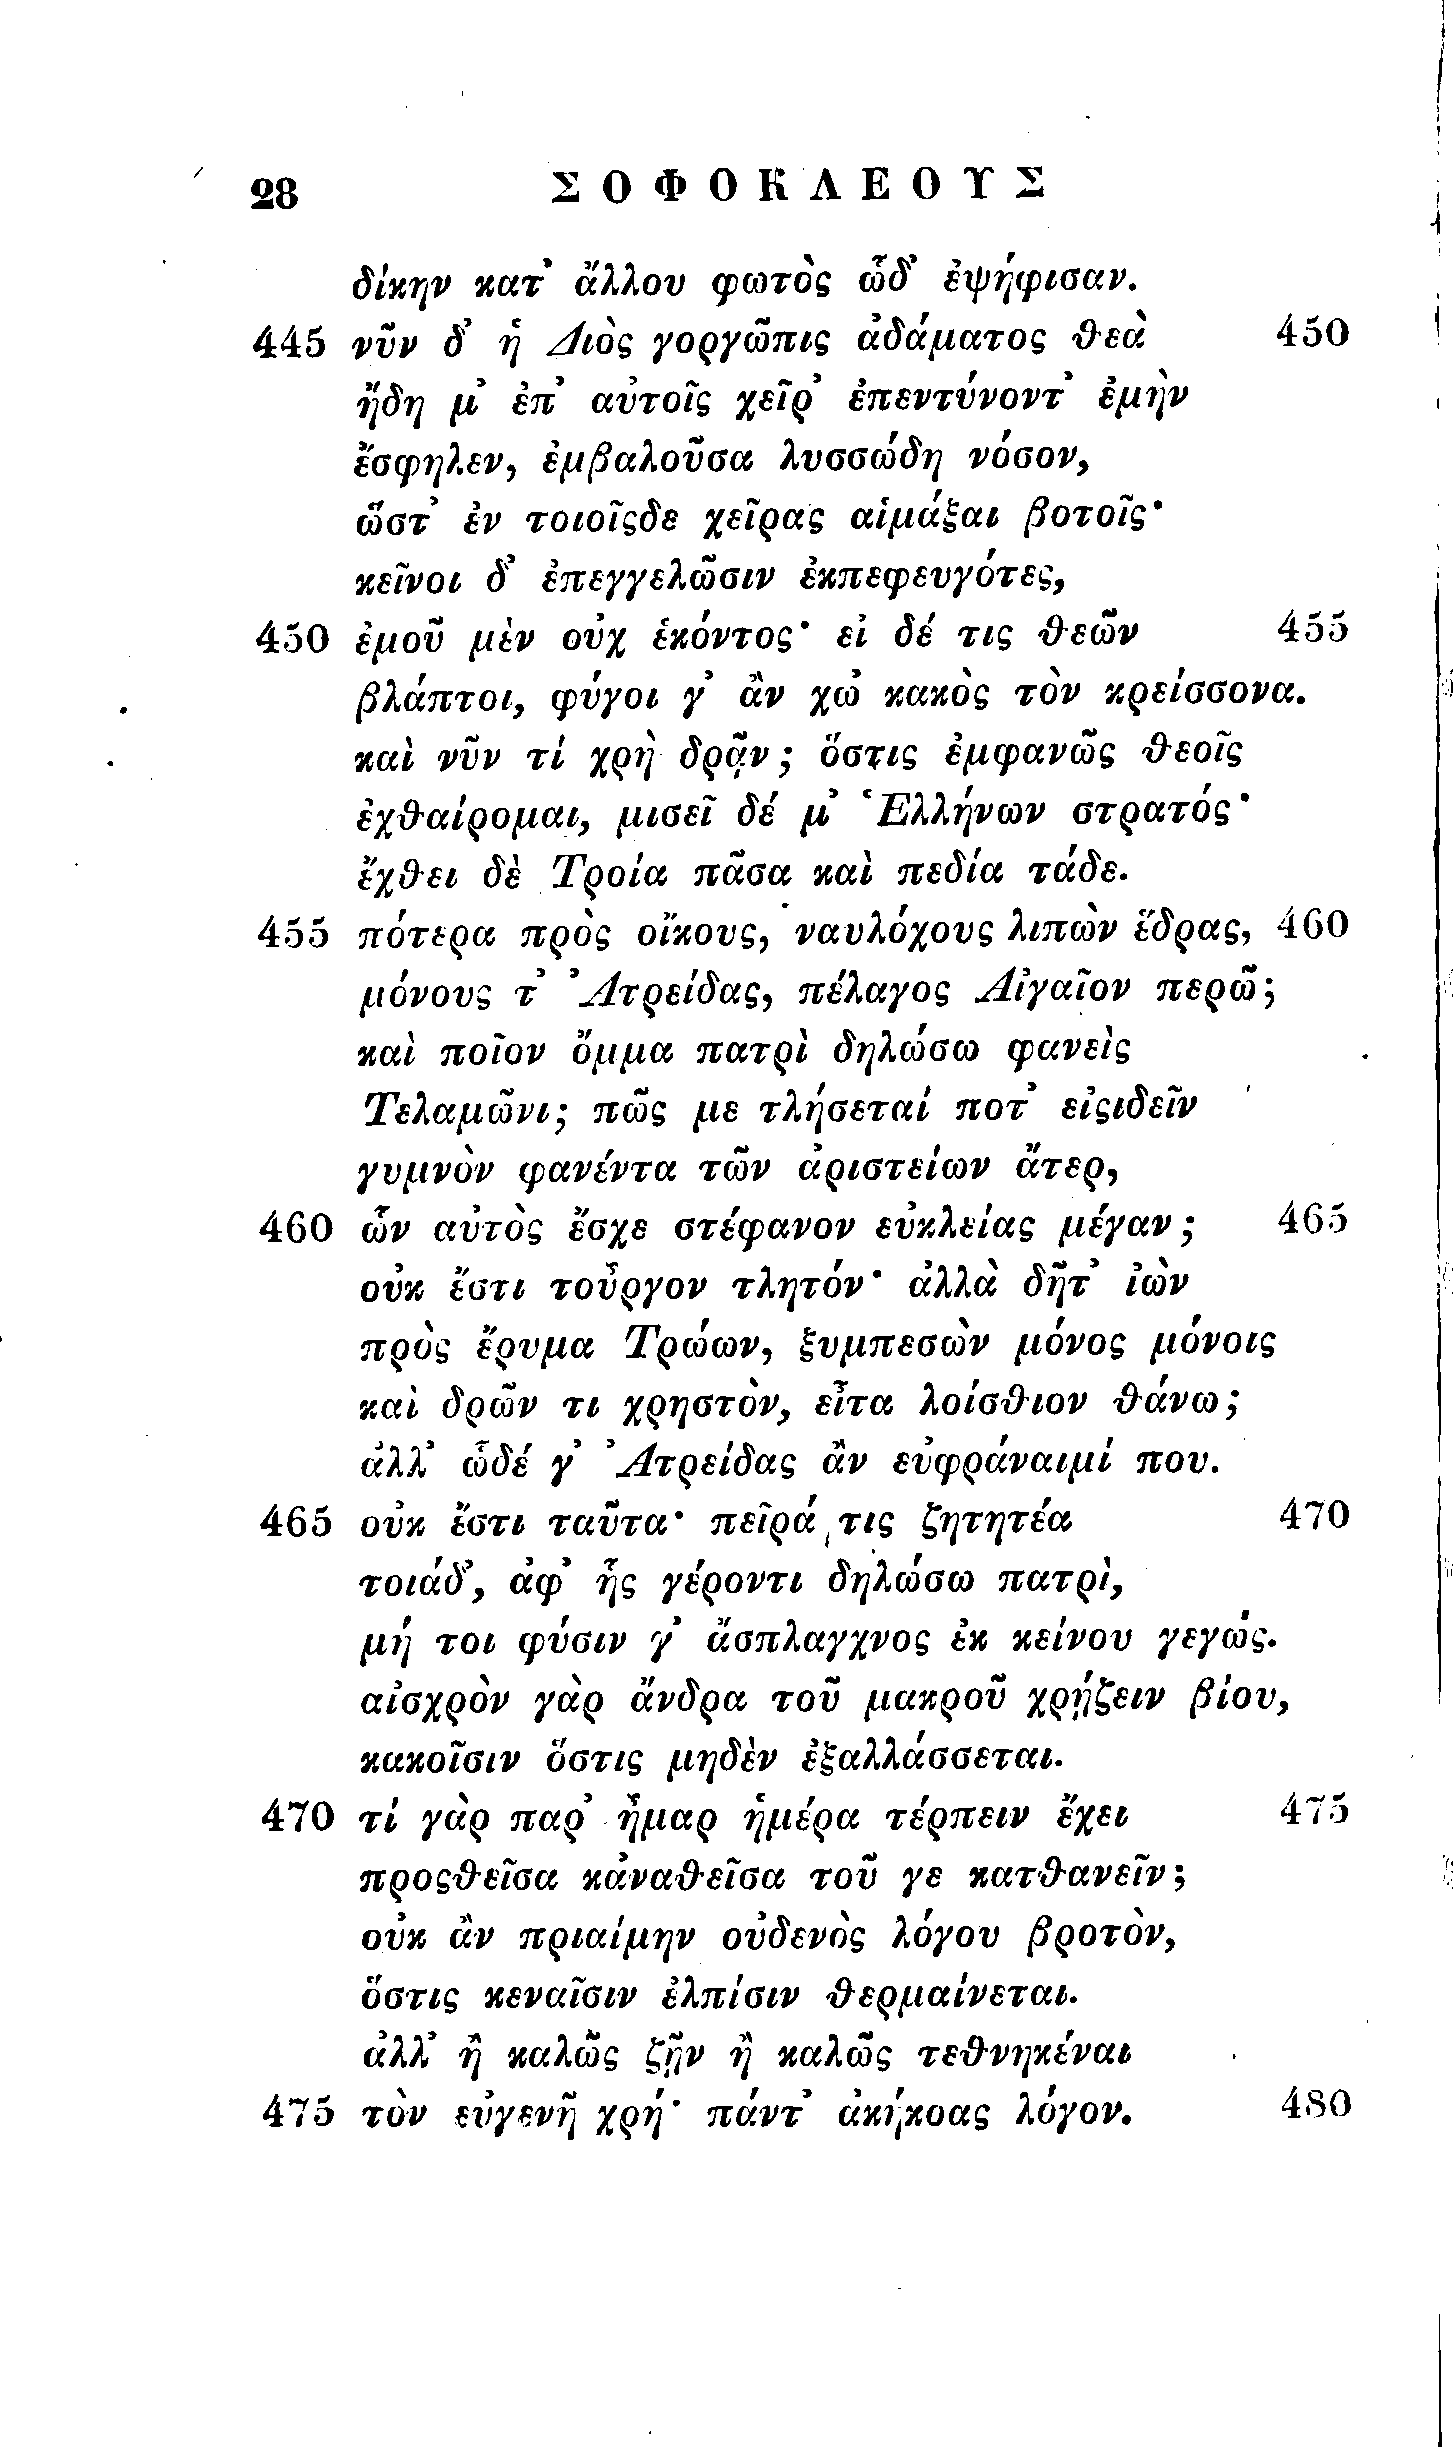 28 ΣΟΦΟΚΛΕΟΥΣ
δίκην κατ᾽ ἄλλου φωτὸς ὧδ᾽ ἐψήφισαν.
445 νῦν δ᾽ ἡ Διὸς γοργῶπις ἀδάματος θεὰ 450
ἤδη μ᾽ ἐπ᾽ αὐτοῖς χεῖρ᾽ ἐπεντύνοντ᾽ ἐμὴν
ἔσφηλεν, ἐμβαλοῦσα λυσσώδη νόσον,
ὥστ᾽ ἐν τοιοῖςδε χεῖρας αἱμάξαι βοτοῖς·
κεῖνοι δ᾽ ἐπεγγελῶσιν ἐκπεφευγότες,
450 ἐμοῦ μὲν οὐχ ἑκόντος· εἰ δέ τις θεῶν 455
βλάπτοι, φύγοι γ᾽ ἂν χὠ κακὸς τὸν κρείσσονα.
καὶ νῦν τί χρὴ δρᾷν; ὅστις ἐμφανῶς θεοῖς
ἐχθαίρομαι, μισεῖ δέ μ᾽ Ἑλλήνων στρατός·
ἔχθει δὲ Τροία πᾶσα καὶ πεδία τάδε.
455 πότερα πρὸς οἴκους, ναυλόχους λιπὼν ἕδρας, 460
μόνους τ᾽ Ἀτρείδας, πέλαγος Αἰγαῖον περῶ;
καὶ ποῖον ὄμμα πατρὶ δηλώσω φανεὶς
Τελαμῶνι; πῶς με τλήσεταί ποτ᾽ εἰςιδεῖν
γυμνὸν φανέντα τῶν ἀριστείων ἄτερ,
460 ὧν αὐτὸς ἔσχε στέφανον εὐκλείας μέγαν; 465
οὐκ ἔστι τοὖργον τλητόν· ἀλλὰ δῆτ᾽ ἰὼν
πρὸς ἔρυμα Τρώων, ξυμπεσὼν μόνος μόνοις
καὶ δρῶν τι χρηστὸν, εἶτα λοίσθιον θάνω;
ἀλλ᾽ ὧδέ γ᾽ Ἀτρείδας ἂν εὐφράναιμί που.
465 οὐκ ἔστι ταῦτα· πεῖρά τις ζητητέα 470
τοιάδ᾽, ἀφ᾽ ἧς γέροντι δηλώσω πατρὶ,
μή τοι φύσιν γ᾽ ἄσπλαγχνος ἐκ κείνου γεγώς.
αἰσχρὸν γὰρ ἄνδρα τοῦ μακροῦ χρῄζειν βίου,
κακοῖσιν ὅστις μηδὲν ἐξαλλάσσεται.
470 τί γὰρ παρ᾽ ἦμαρ ἡμέρα τέρπειν ἔχει 475
προςθεῖσα κἀναθεῖσα τοῦ γε κατθανεῖν;
οὐκ ἂν πριαίμην οὐδενὸς λόγου βροτὸν,
ὅστις κεναῖσιν ἐλπίσιν θερμαίνεται.
ἀλλ᾽ ἢ καλῶς ζῇν ἢ καλῶς τεθνηκέναι
475 τὸν εὐγενῆ χρή· πάντ᾽ ἀκήκοας λόγον. 480